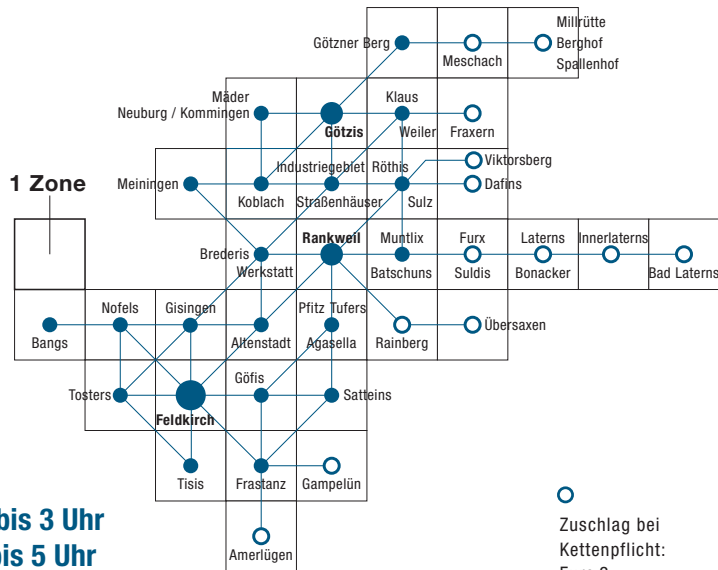 Millrütte
Götzner Berg
Berghof
Meschach
Spallenhof
Mäder
Klaus
Neuburg / Kommingen
Götzis
Weiler
Fraxern
Industriegebiet
Röthis
Viktorsberg
1 Zone
Meiningen
Dafins
Koblach
Straßenhäuser
Sulz
Rankweil
Muntlix
Furx
Laterns
Innerlaterns
Brederis
Werkstatt
Batschuns
Suldis
Bonacker
Bad Laterns
Nofels
Gisingen
Pfitz Tufers
Übersaxen
Bangs
Altenstadt
Agasella
Rainberg
Göfis
Tosters
Satteins
Feldkirch
Tisis
Frastanz
Gampelün
bis 3 Uhr
Zuschlag bei
bis 5 Uhr
Kettenpflicht:
Amerlügen